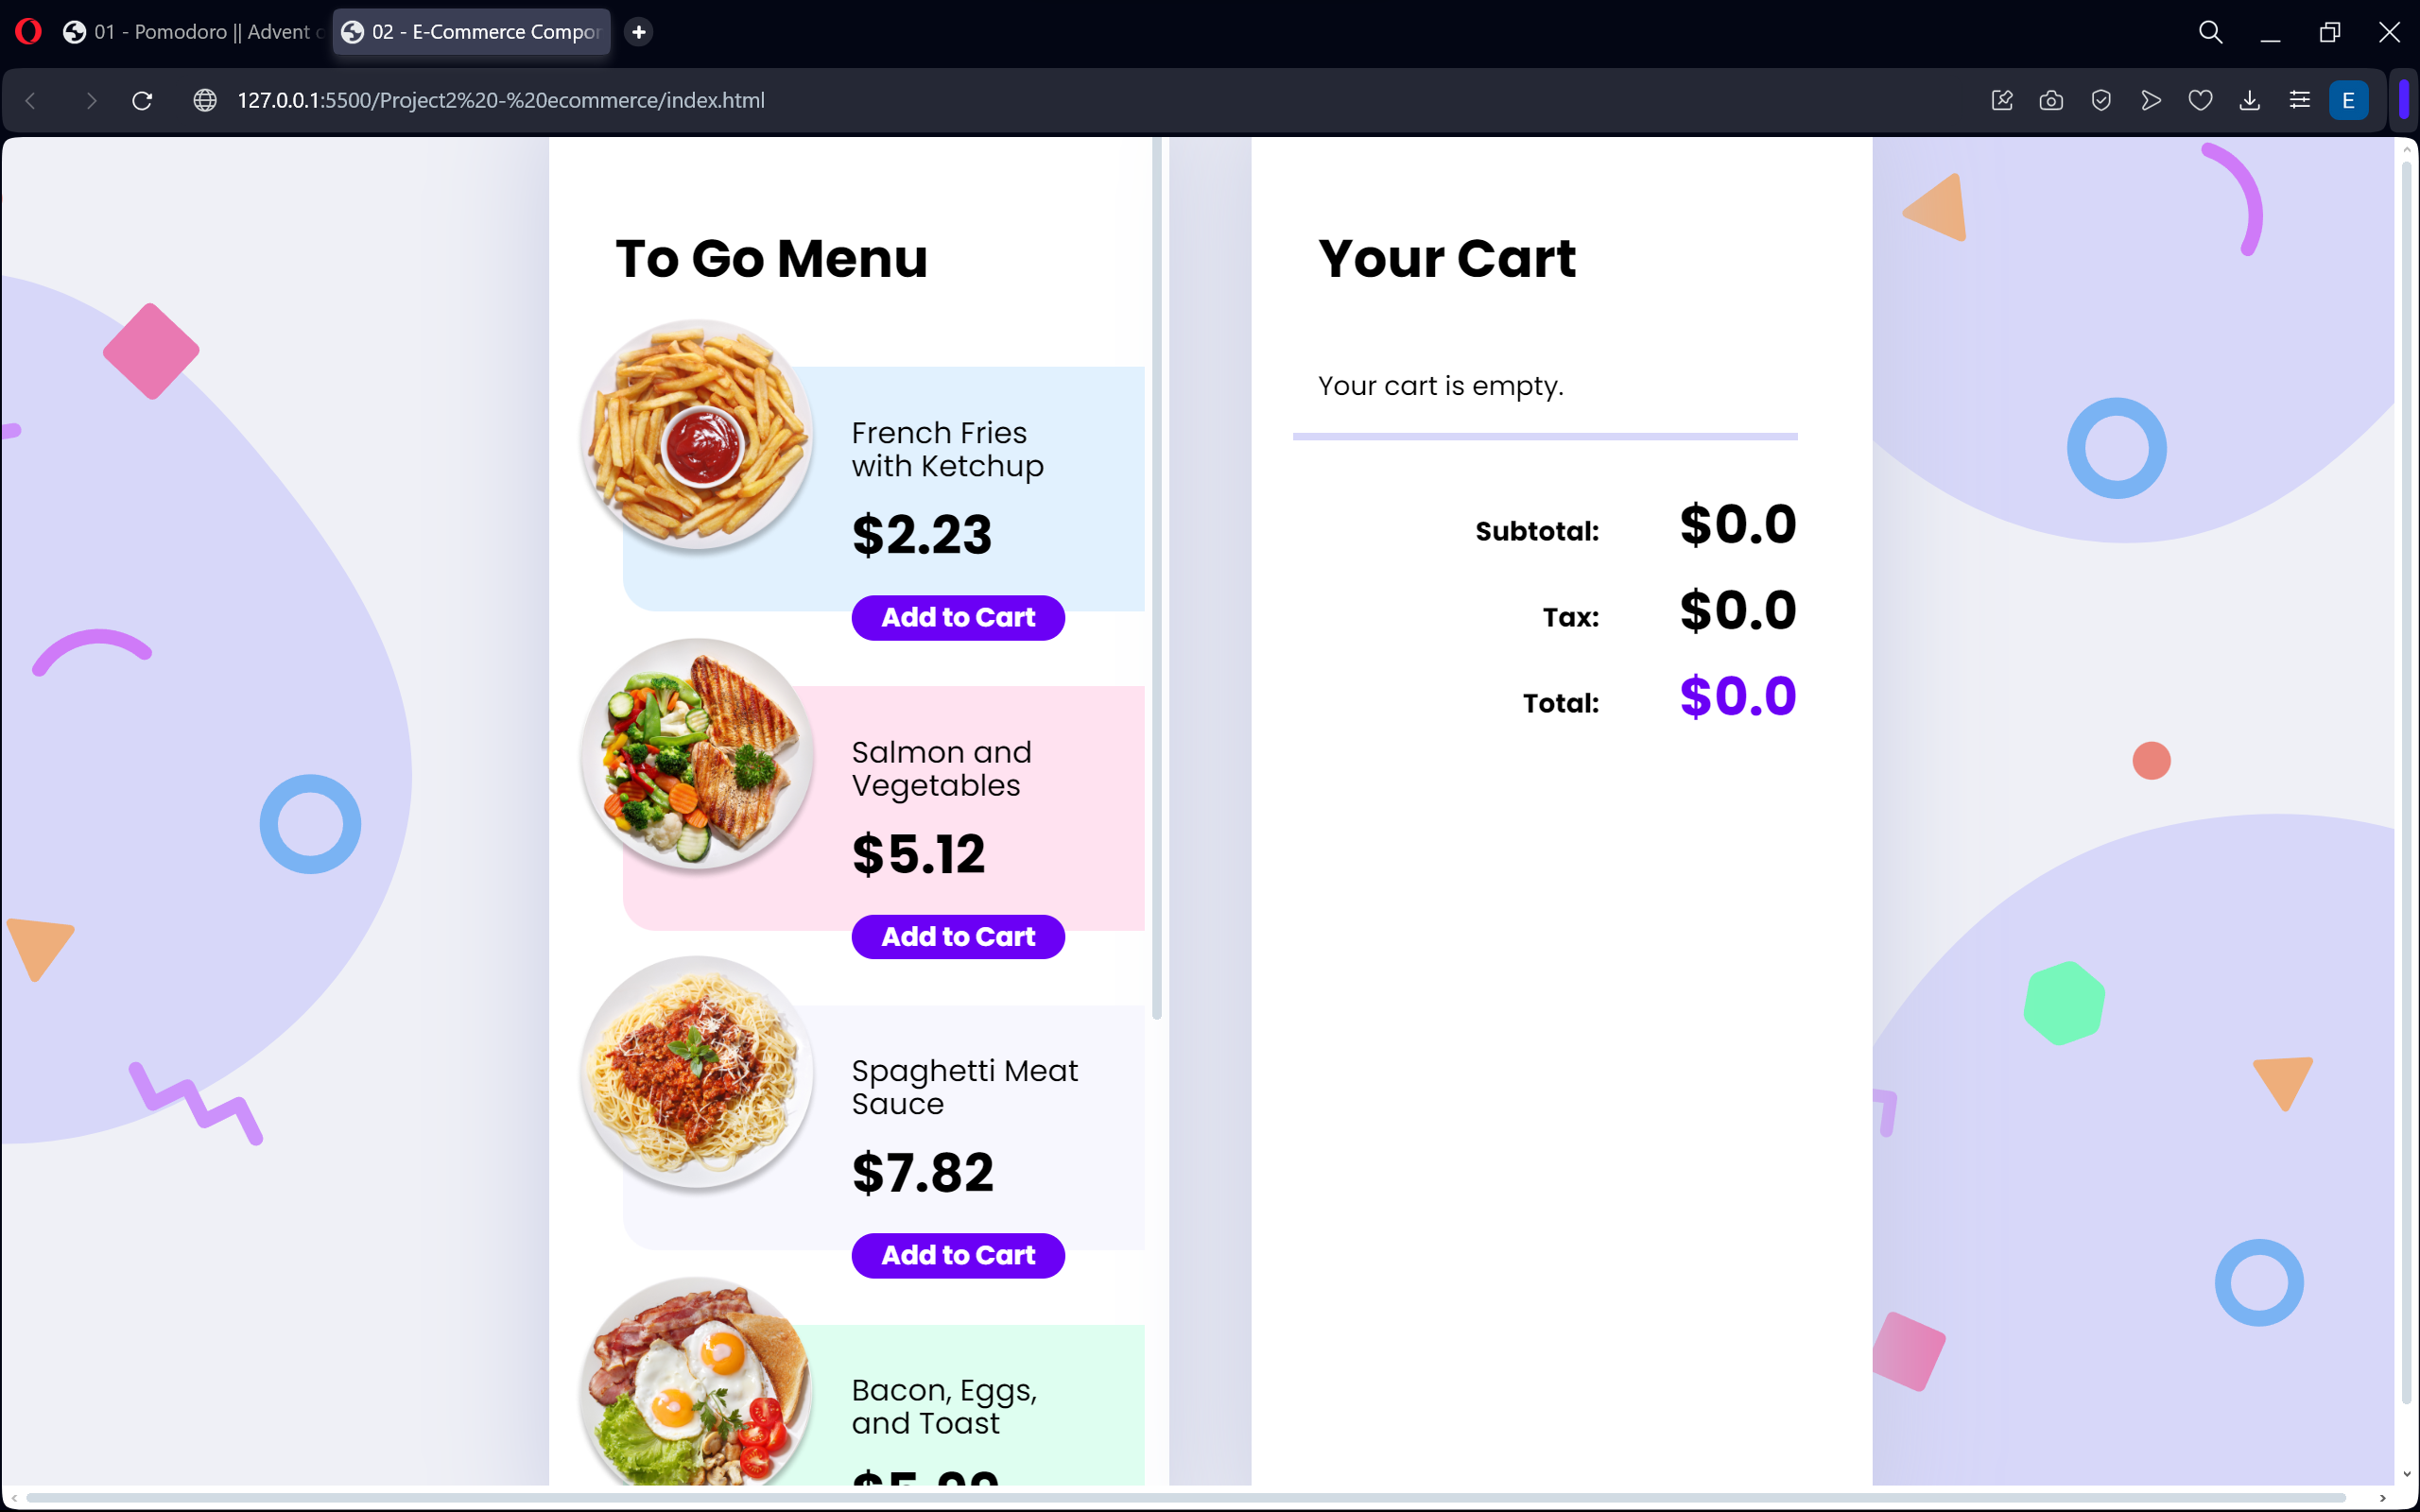 01 - Pomodoro || Advent
02 - E-Commerce Compo
127.0.0.1:5500/Project2%20-%20ecommerce/index.html
E
To Go Menu
French Fries
with Ketchup
$2.23
Add to Cart
Salmon and
Vegetables
$5.12
Add to Cart
Spaghetti Meat
Sauce
$7.82
Add to Cart
Bacon, Eggs,
and Toast
Your Cart
Your cart is empty.
Subtotal: $0.0
Tax: $0.0
Total: $0.0